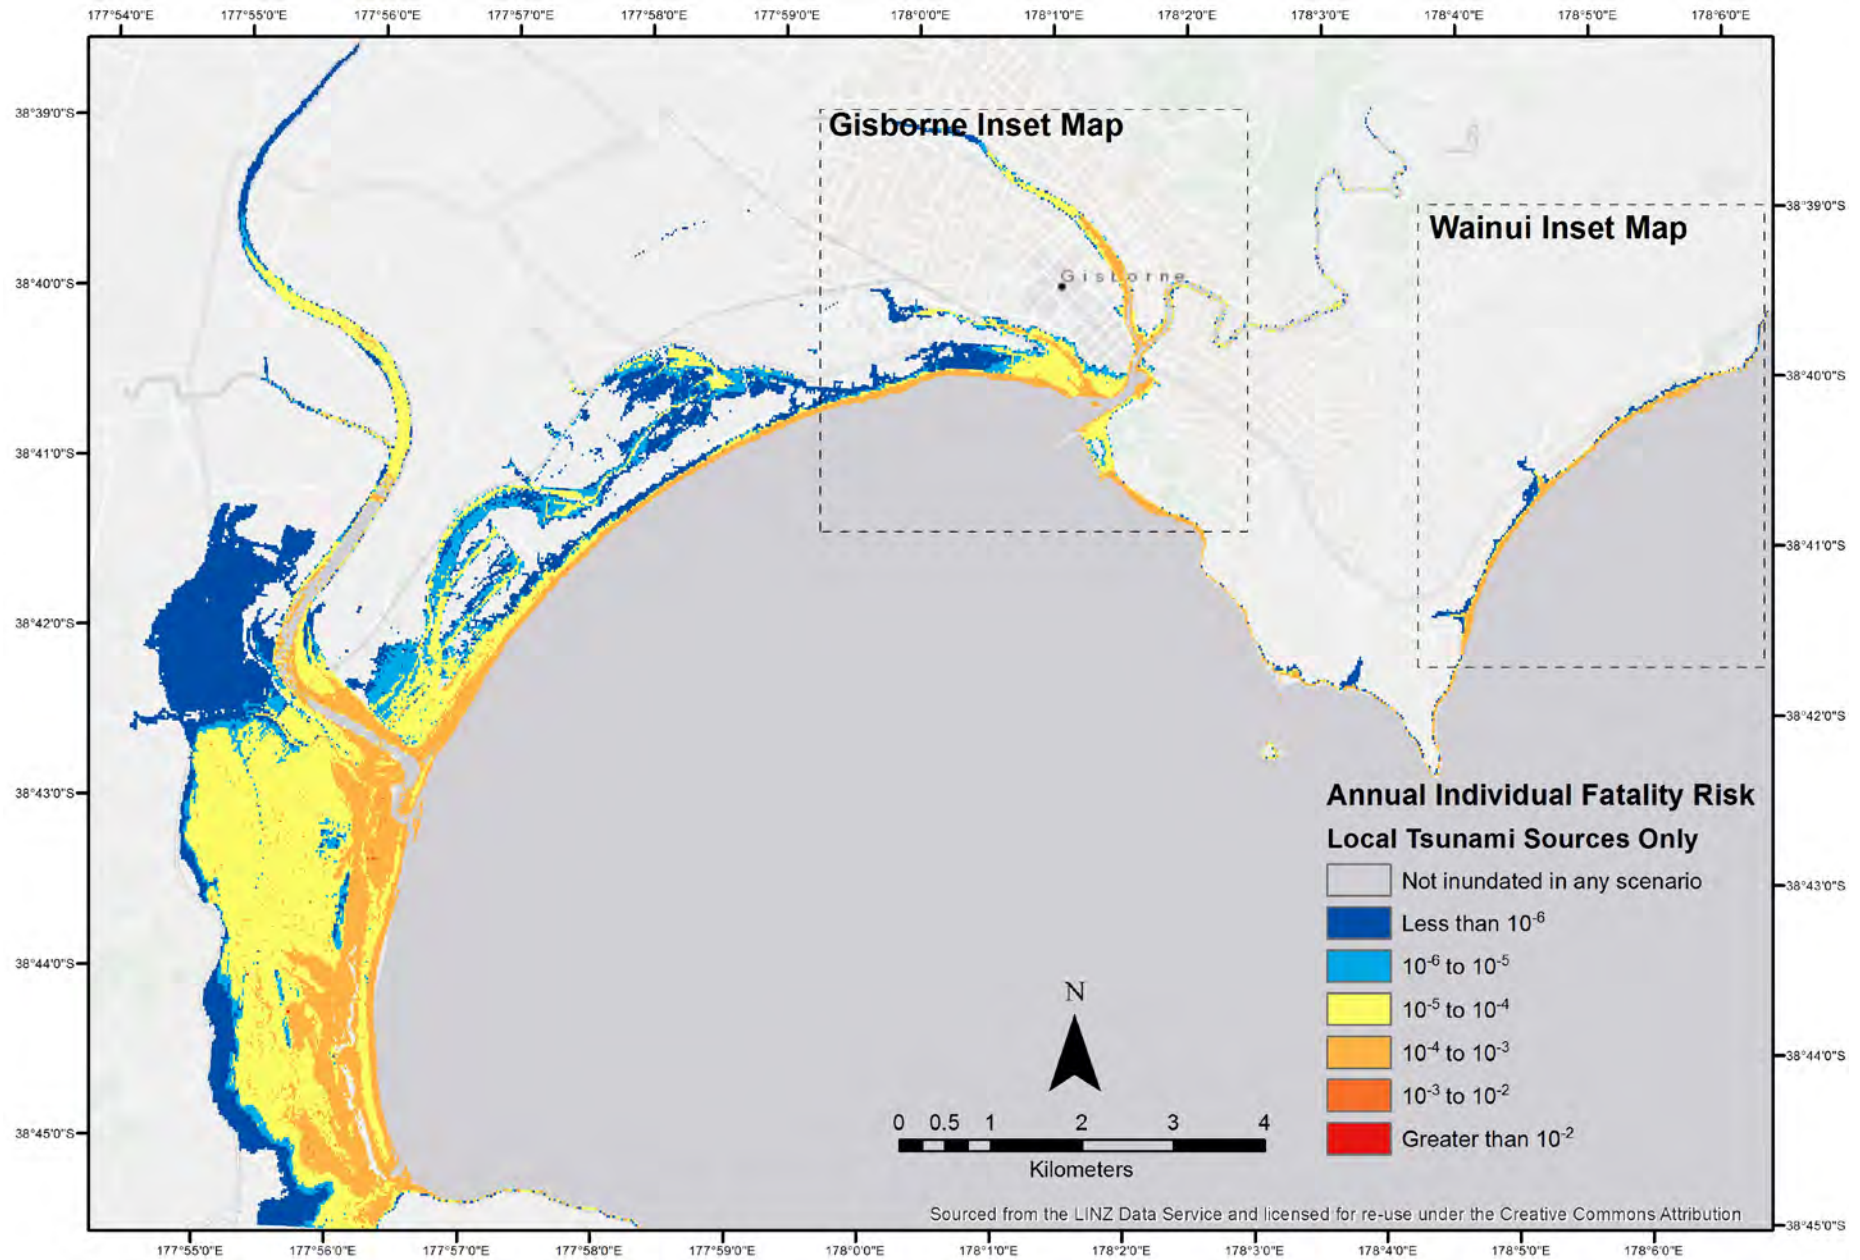 177°54'0"E 177°55'0"E 177°56'0"E 177°57'0"E 177°58'0"E 177°59'0"E 178°0'0"E 178°1'0"E 178°2'0"E 178°3'0"E 178°4'0"E 178°5'0"E 178°6'0"E
38°39'0"S
38°40'0"S
38°41'0"S
38°42'0"S
38°43'0"S
38°44'0"S
38°45'0"S
Gisborne Inset Map
Gisborne
Wainui Inset Map
38°39'0"S
38°40'0"S
38°41'0"S
38°42'0"S
38°43'0"S
38°44'0"S
38°45'0"S
Annual Individual Fatality Risk
Local Tsunami Sources Only
Not inundated in any scenario
Less than 10⁻⁶
10⁻⁶ to 10⁻⁵
10⁻⁵ to 10⁻⁴
10⁻⁴ to 10⁻³
10⁻³ to 10⁻²
Greater than 10⁻²
N
0 0.5 1 2 3 4
Kilometers
Sourced from the LINZ Data Service and licensed for re-use under the Creative Commons Attribution
177°55'0"E 177°56'0"E 177°57'0"E 177°58'0"E 177°59'0"E 178°0'0"E 178°1'0"E 178°2'0"E 178°3'0"E 178°4'0"E 178°5'0"E 178°6'0"E